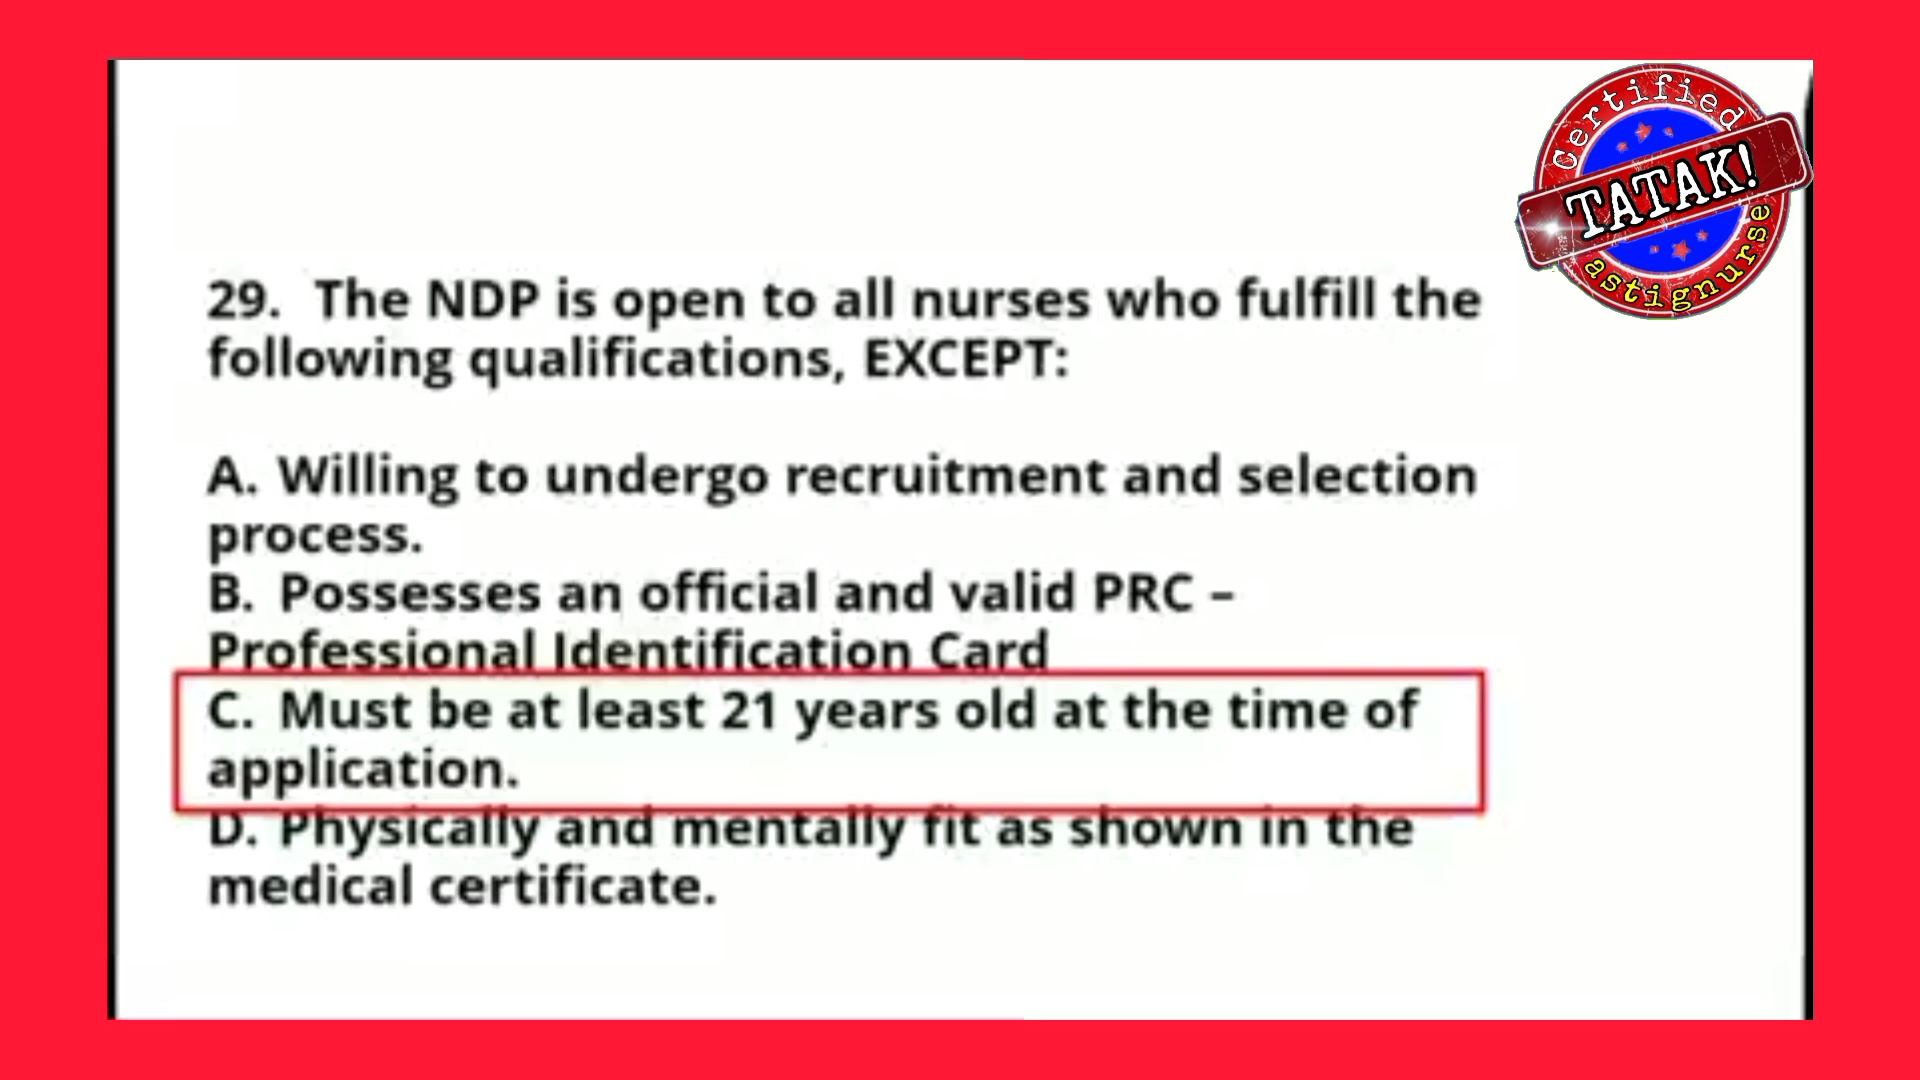 Certified
TATAK!
astignurse
29. The NDP is open to all nurses who fulfill the
following qualifications, EXCEPT:
A. Willing to undergo recruitment and selection
process.
B. Possesses an official and valid PRC –
Professional Identification Card
C. Must be at least 21 years old at the time of
application.
D. Physically and mentally fit as shown in the
medical certificate.